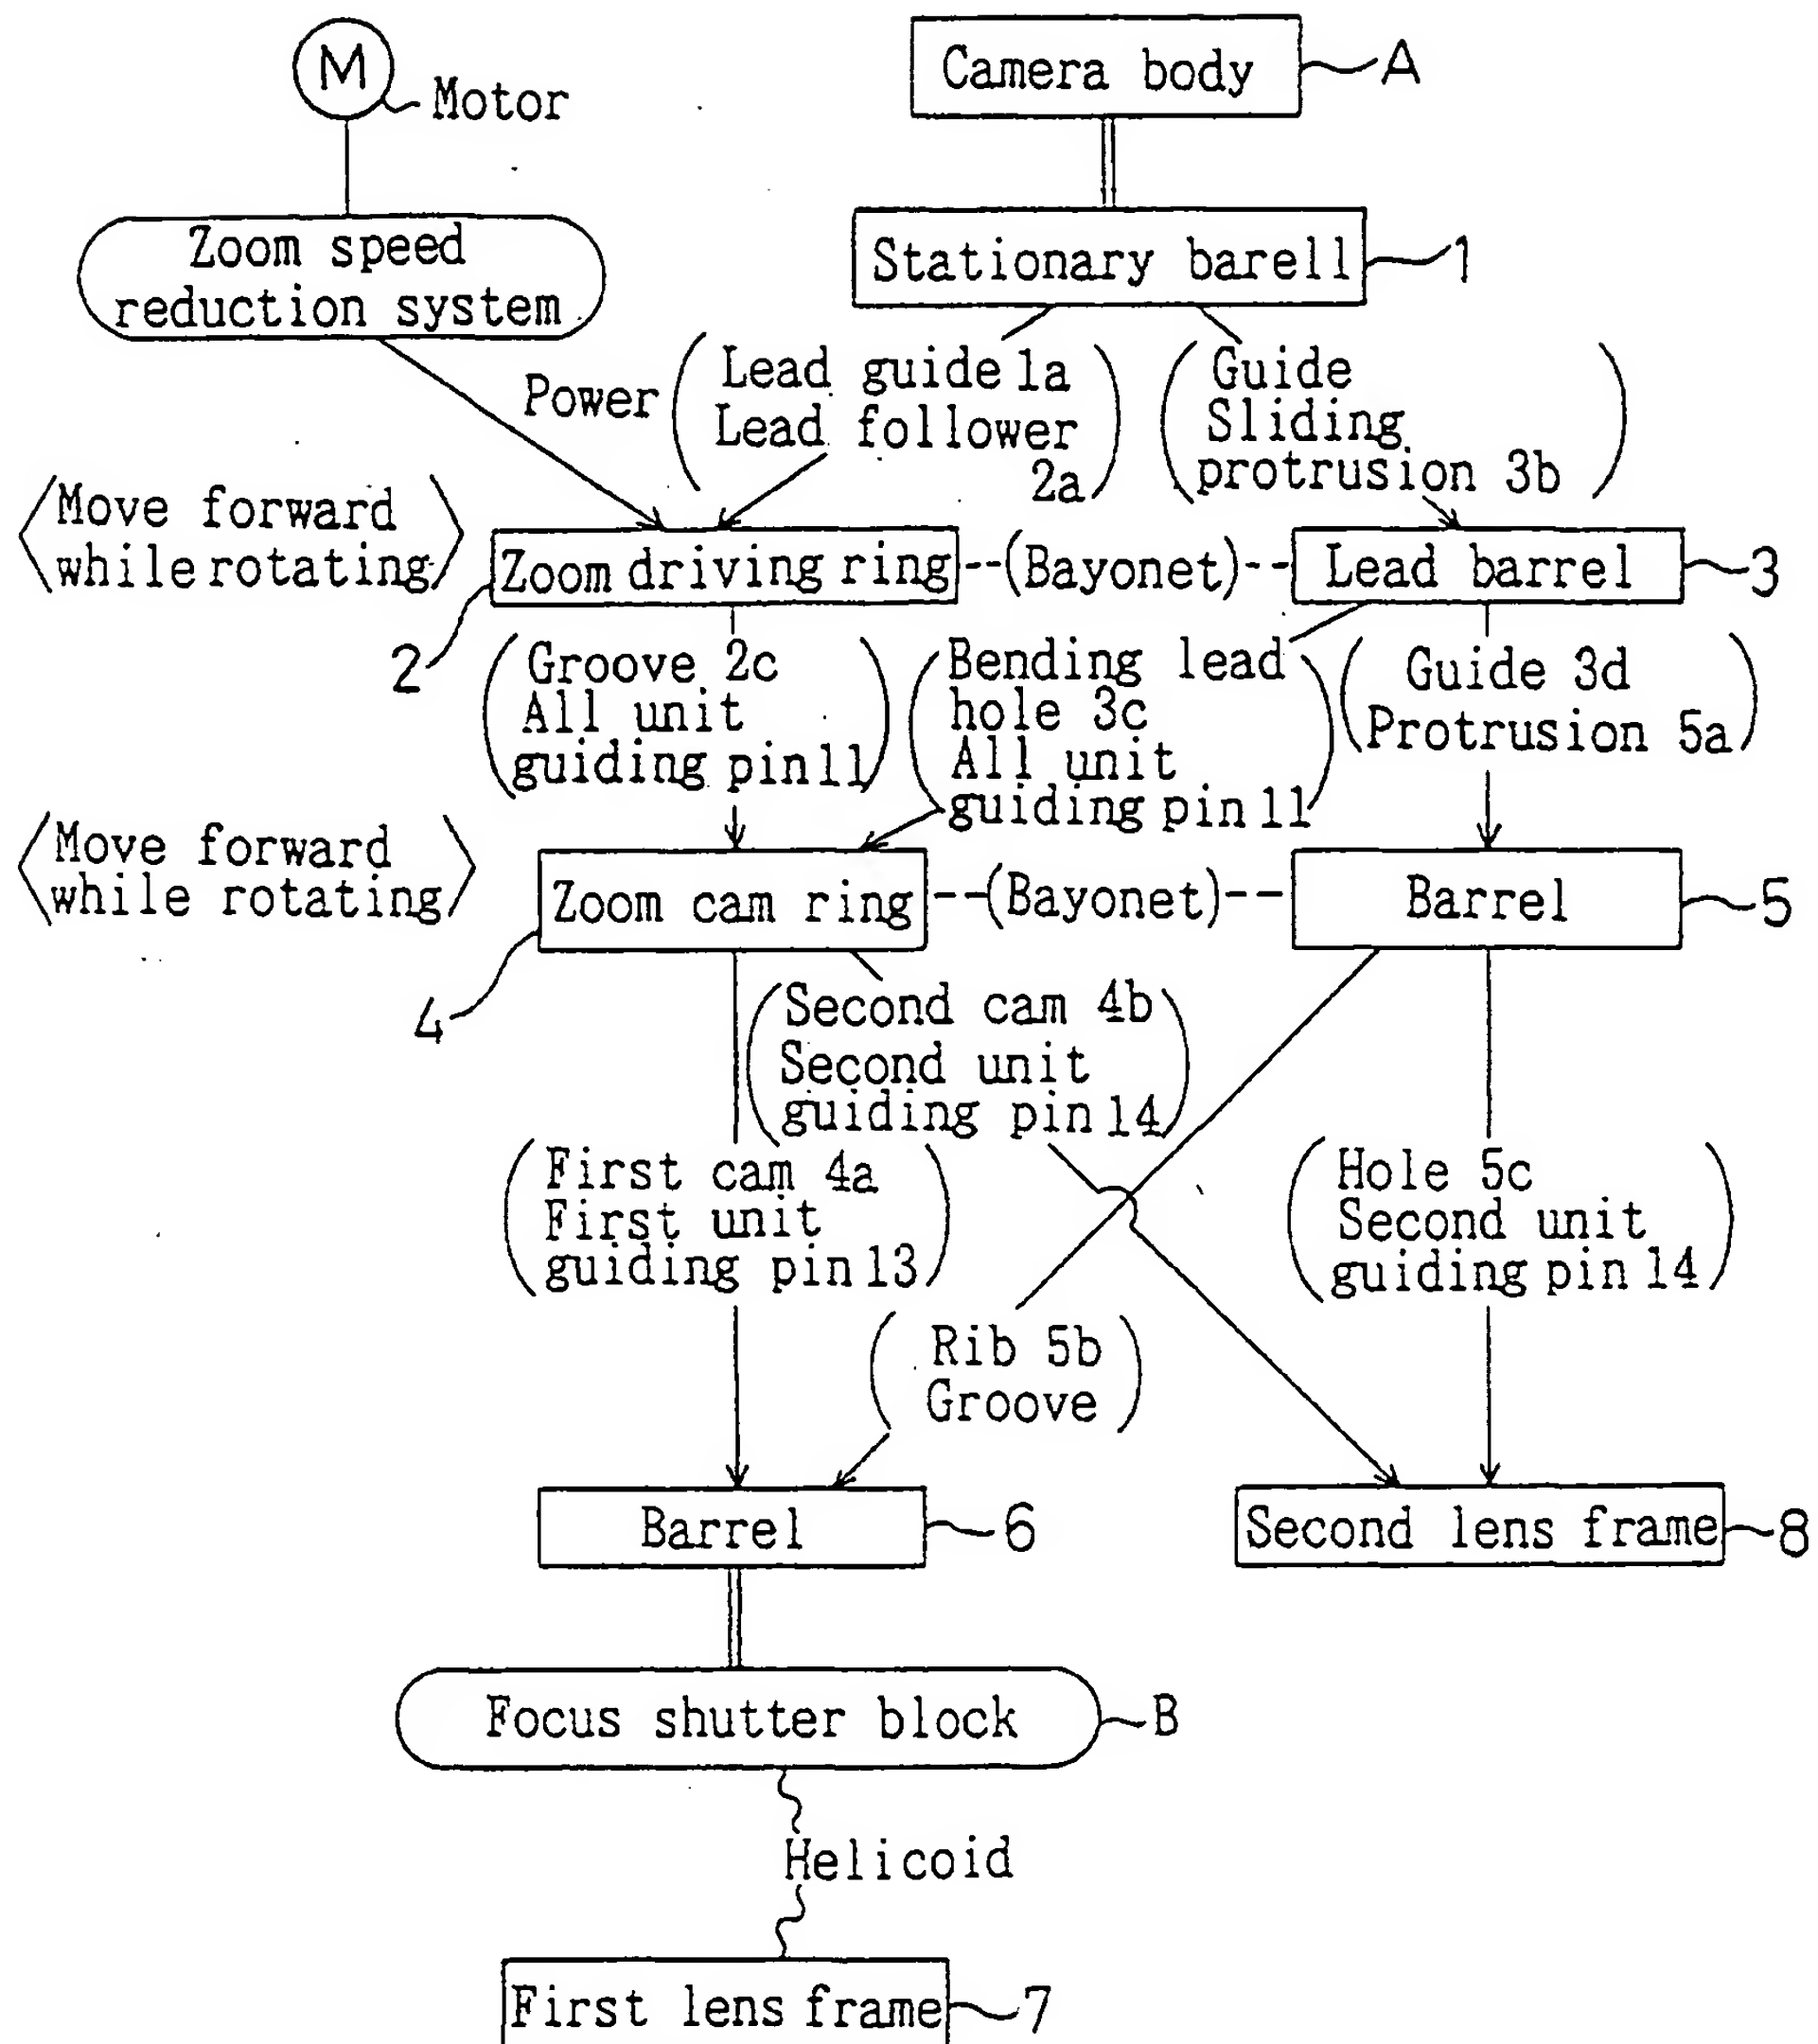 M
Motor
Camera body
A
Zoom speed
reduction system
Stationary barell
1
Power
Lead guide 1a
Lead follower
2a
Guide
Sliding
protrusion 3b
Move forward
while rotating
Zoom driving ring
(Bayonet)
Lead barrel
3
2
Groove 2c
All unit
guiding pin 11
Bending lead
hole 3c
All unit
guiding pin 11
Guide 3d
Protrusion 5a
Move forward
while rotating
Zoom cam ring
(Bayonet)
Barrel
5
4
Second cam 4b
Second unit
guiding pin 14
First cam 4a
First unit
guiding pin 13
Hole 5c
Second unit
guiding pin 14
Rib 5b
Groove
Barrel
6
Second lens frame
8
Focus shutter block
B
Helicoid
First lens frame
7